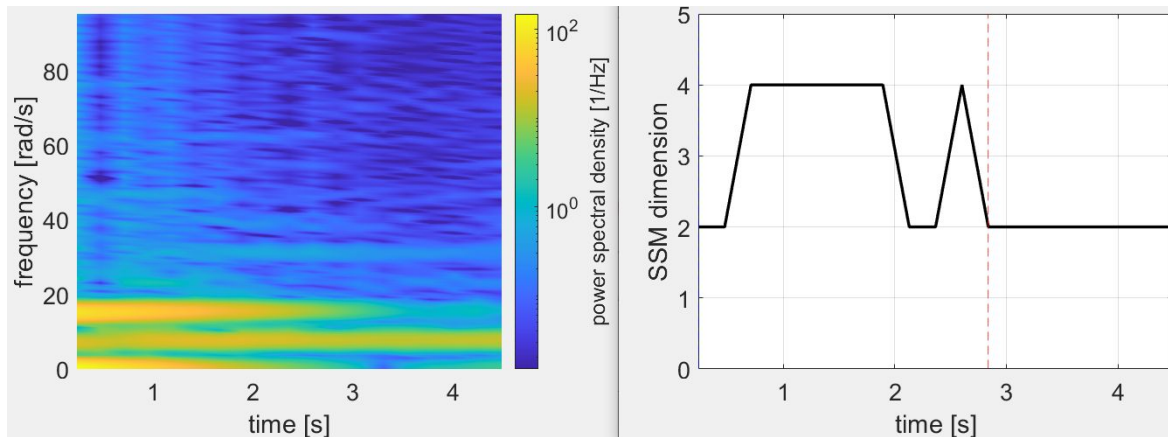 80
60
40
20
0
frequency [rad/s]
1 2 3 4
time [s]
10^2
10^0
power spectral density [1/Hz]
5
4
3
2
1
0
SSM dimension
1 2 3 4
time [s]